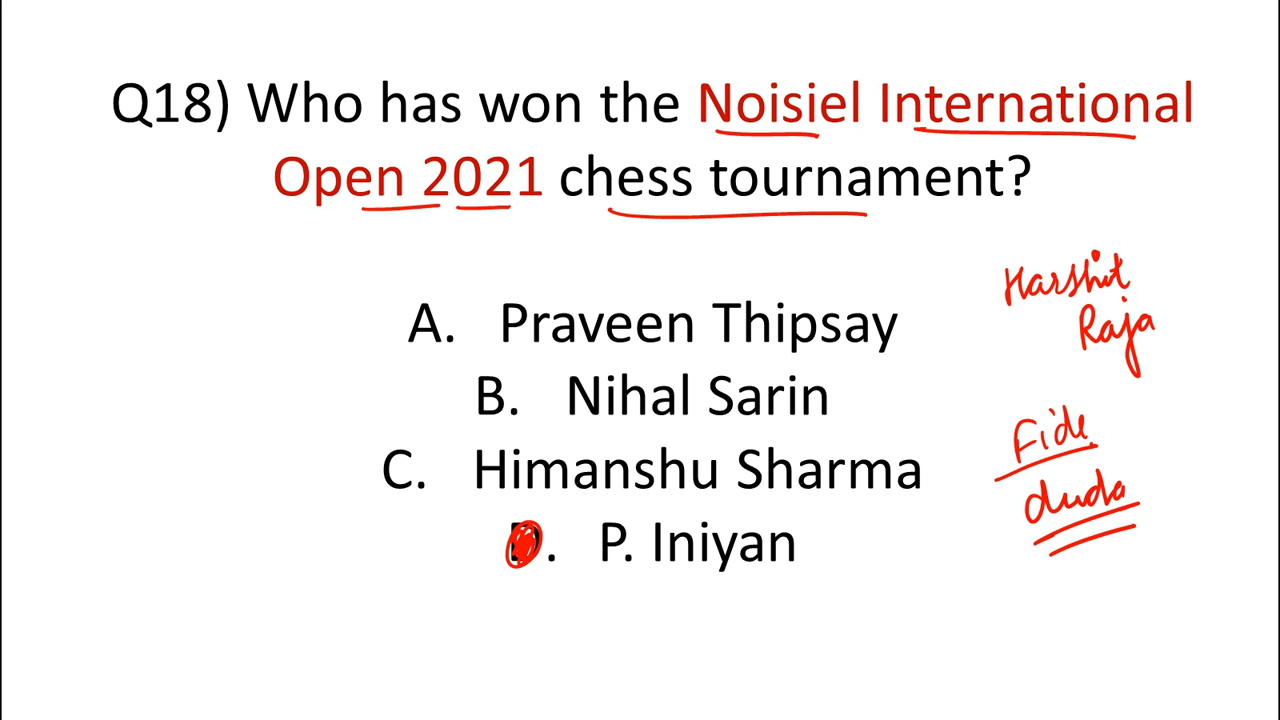 Q18) Who has won the Noisiel International
Open 2021 chess tournament?
A. Praveen Thipsay
B. Nihal Sarin
C. Himanshu Sharma
D. P. Iniyan
Harshit
Raja
Fide
duda